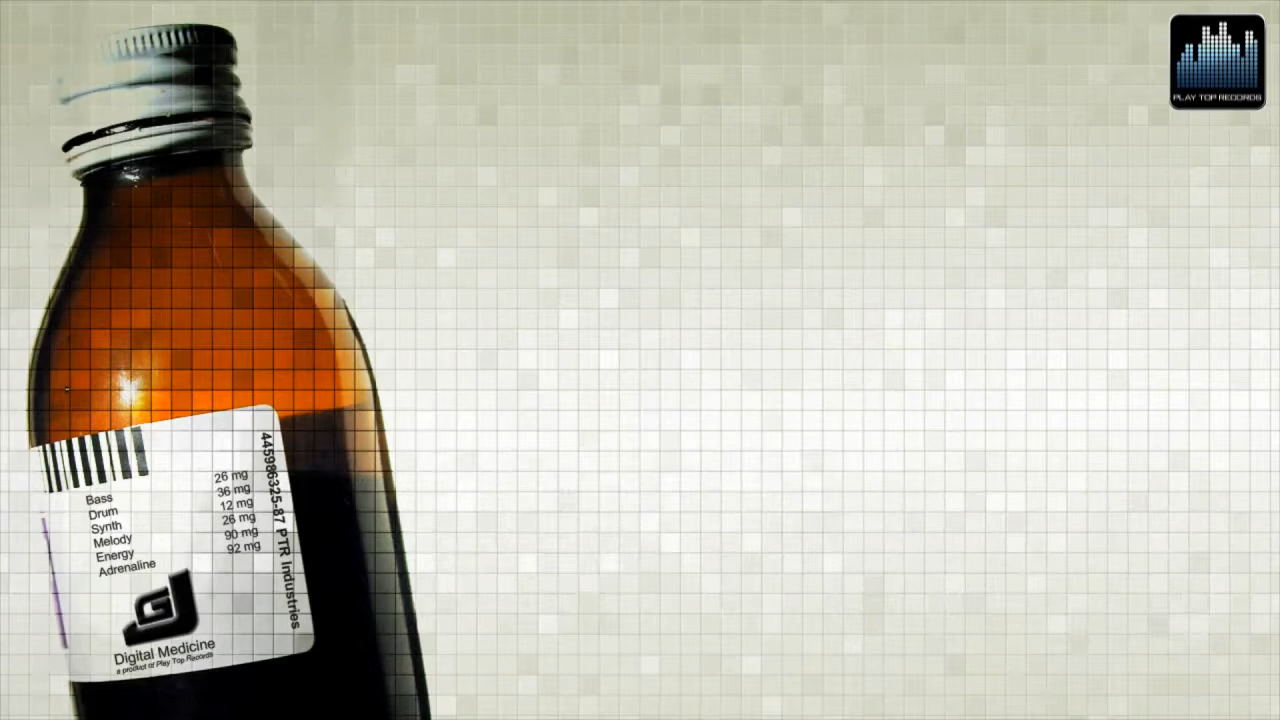 PLAY TOP RECORDS
445986325-87 PTR Industries
Bass 26 mg
Drum 36 mg
Synth 12 mg
Melody 26 mg
Energy 90 mg
Adrenaline 92 mg
GJ
Digital Medicine
a product of Play Top Records